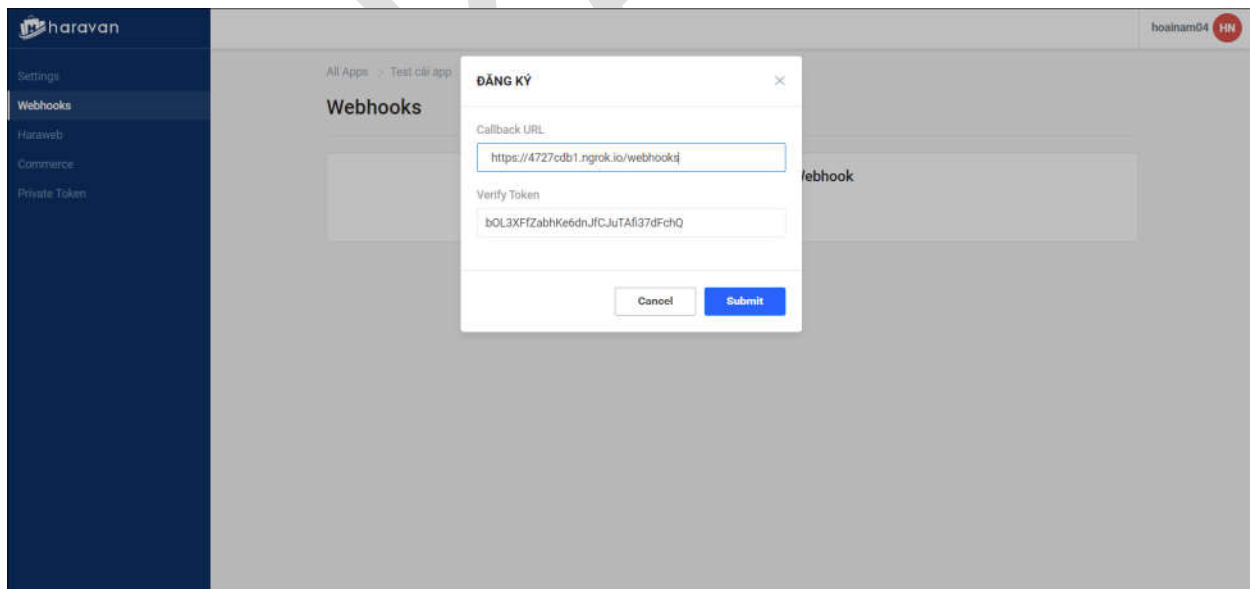 haravan
hoainam04 HN
Settings
Webhooks
Haraweb
Commerce
Private Token
All Apps > Test cài app
Webhooks
ebhook
ĐĂNG KÝ
Callback URL
https://4727cdb1.ngrok.io/webhooks
Verify Token
bOL3XFfZabhKe6dnJfCJuTAfi37dFchQ
Cancel
Submit